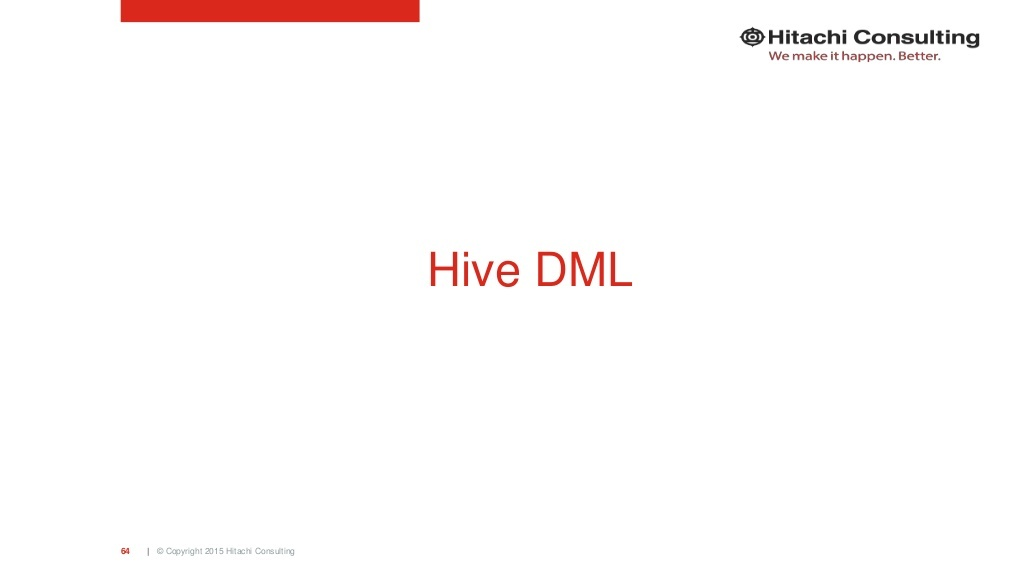 Hitachi Consulting
We make it happen. Better.
Hive DML
64 | © Copyright 2015 Hitachi Consulting